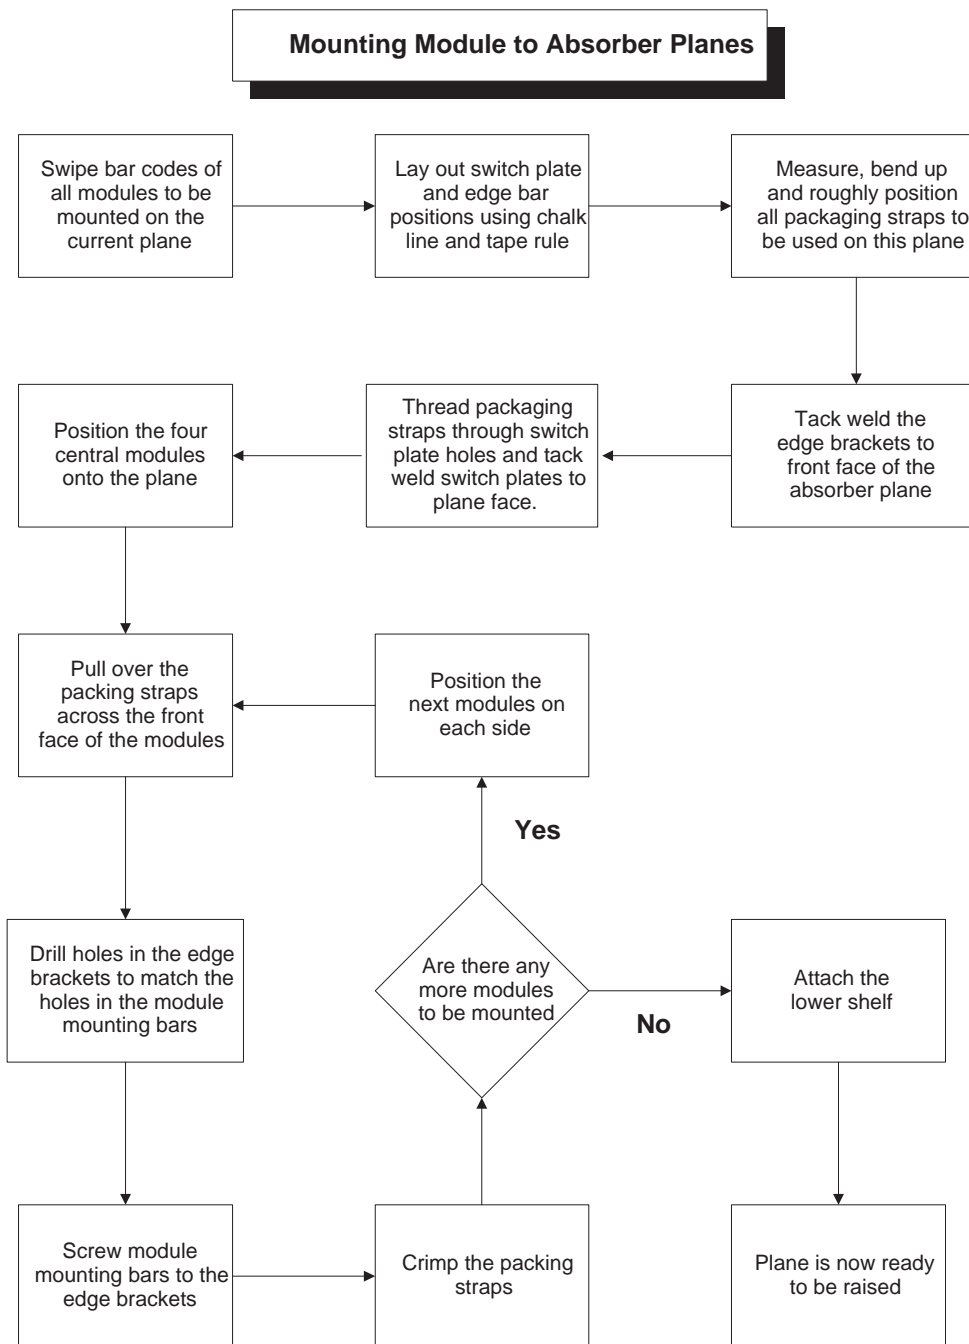 Mounting Module to Absorber Planes
Swipe bar codes of
all modules to be
mounted on the
current plane
Lay out switch plate
and edge bar
positions using chalk
line and tape rule
Measure, bend up
and roughly position
all packaging straps to
be used on this plane
Position the four
central modules
onto the plane
Thread packaging
straps through switch
plate holes and tack
weld switch plates to
plane face.
Tack weld the
edge brackets to
front face of the
absorber plane
Pull over the
packing straps
across the front
face of the modules
Position the
next modules on
each side
Yes
Drill holes in the edge
brackets to match the
holes in the module
mounting bars
Are there any
more modules
to be mounted
No
Attach the
lower shelf
Screw module
mounting bars to the
edge brackets
Crimp the packing
straps
Plane is now ready
to be raised